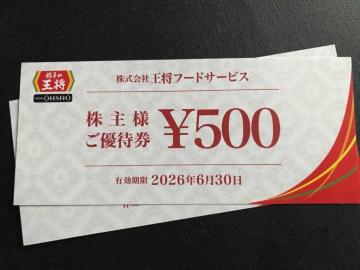 餃子の
王将
OHSHO
株式会社 王将フードサービス
株主様
ご優待券
¥500
有効期限 2026年6月30日